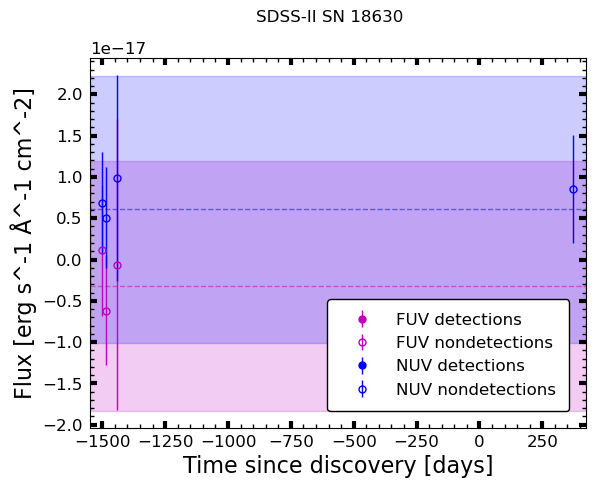 SDSS-II SN 18630
1e−17
2.0
1.5
1.0
0.5
0.0
−0.5
−1.0
−1.5
−2.0
Flux [erg s^-1 Å^-1 cm^-2]
FUV detections
FUV nondetections
NUV detections
NUV nondetections
−1500 −1250 −1000 −750 −500 −250 0 250
Time since discovery [days]